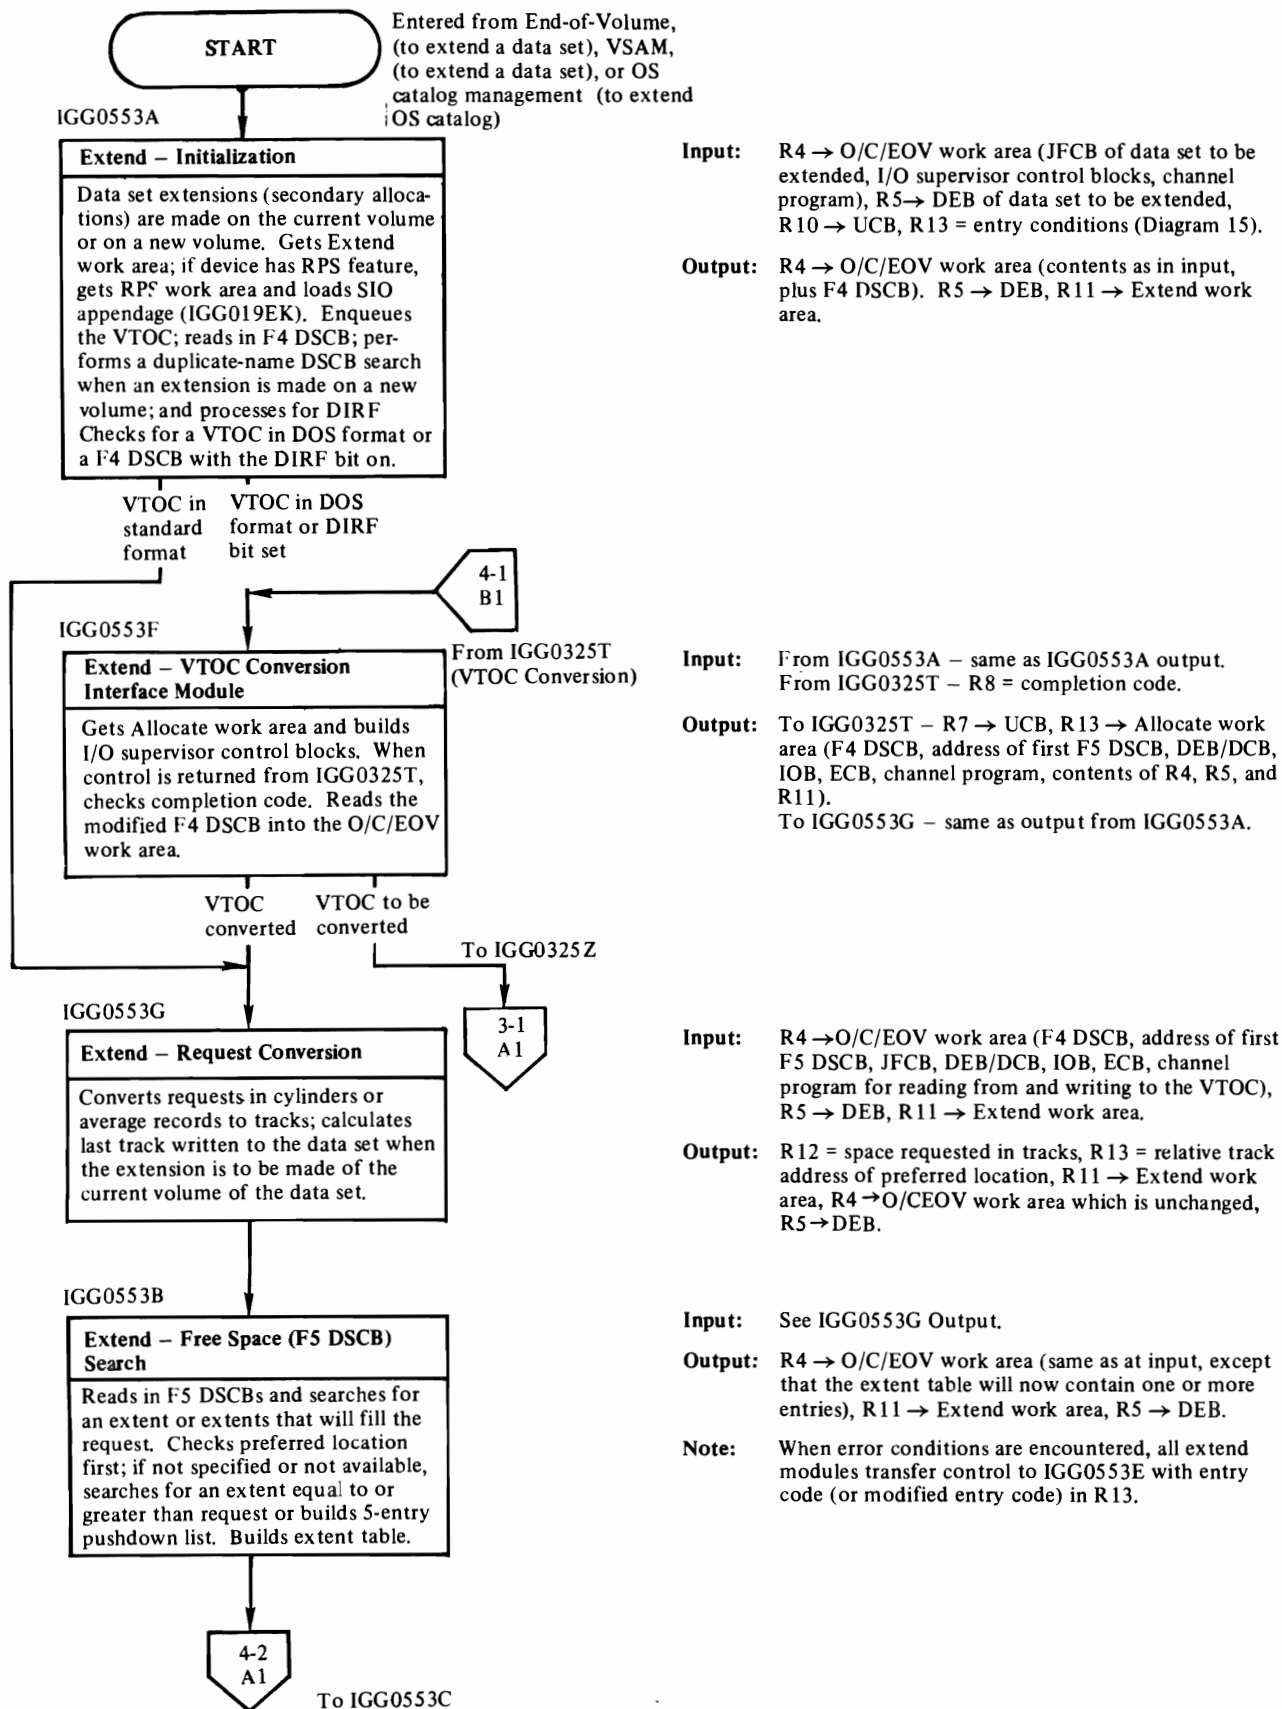 START
Entered from End-of-Volume,
(to extend a data set), VSAM,
(to extend a data set), or OS
catalog management (to extend
OS catalog)
IGG0553A
Extend – Initialization
Data set extensions (secondary alloca-
tions) are made on the current volume
or on a new volume. Gets Extend
work area; if device has RPS feature,
gets RPS work area and loads SIO
appendage (IGG019EK). Enqueues
the VTOC; reads in F4 DSCB; per-
forms a duplicate-name DSCB search
when an extension is made on a new
volume; and processes for DIRF
Checks for a VTOC in DOS format or
a F4 DSCB with the DIRF bit on.
Input: R4 → O/C/EOV work area (JFCB of data set to be
extended, I/O supervisor control blocks, channel
program), R5→ DEB of data set to be extended,
R10 → UCB, R13 = entry conditions (Diagram 15).
Output: R4 → O/C/EOV work area (contents as in input,
plus F4 DSCB). R5 → DEB, R11 → Extend work
area.
VTOC in
standard
format
VTOC in DOS
format or DIRF
bit set
4-1
B1
IGG0553F
From IGG0325T
(VTOC Conversion)
Extend – VTOC Conversion
Interface Module
Gets Allocate work area and builds
I/O supervisor control blocks. When
control is returned from IGG0325T,
checks completion code. Reads the
modified F4 DSCB into the O/C/EOV
work area.
Input: From IGG0553A – same as IGG0553A output.
From IGG0325T – R8 = completion code.
Output: To IGG0325T – R7 → UCB, R13 → Allocate work
area (F4 DSCB, address of first F5 DSCB, DEB/DCB,
IOB, ECB, channel program, contents of R4, R5, and
R11).
To IGG0553G – same as output from IGG0553A.
VTOC
converted
VTOC to be
converted
To IGG0325Z
3-1
A1
IGG0553G
Extend – Request Conversion
Converts requests in cylinders or
average records to tracks; calculates
last track written to the data set when
the extension is to be made of the
current volume of the data set.
Input: R4 →O/C/EOV work area (F4 DSCB, address of first
F5 DSCB, JFCB, DEB/DCB, IOB, ECB, channel
program for reading from and writing to the VTOC),
R5 → DEB, R11 → Extend work area.
Output: R12 = space requested in tracks, R13 = relative track
address of preferred location, R11 → Extend work
area, R4 →O/CEOV work area which is unchanged,
R5→DEB.
IGG0553B
Extend – Free Space (F5 DSCB)
Search
Reads in F5 DSCBs and searches for
an extent or extents that will fill the
request. Checks preferred location
first; if not specified or not available,
searches for an extent equal to or
greater than request or builds 5-entry
pushdown list. Builds extent table.
Input: See IGG0553G Output.
Output: R4 → O/C/EOV work area (same as at input, except
that the extent table will now contain one or more
entries), R11 → Extend work area, R5 → DEB.
Note: When error conditions are encountered, all extend
modules transfer control to IGG0553E with entry
code (or modified entry code) in R13.
4-2
A1
To IGG0553C